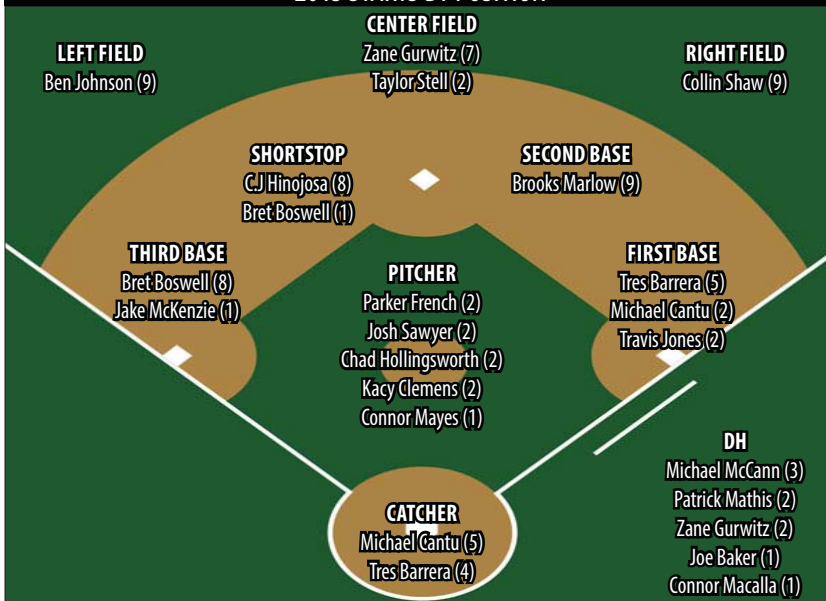 CENTER FIELD
Zane Gurwitz (7)
Taylor Stell (2)
LEFT FIELD
Ben Johnson (9)
RIGHT FIELD
Collin Shaw (9)
SHORTSTOP
C.J Hinojosa (8)
Bret Boswell (1)
SECOND BASE
Brooks Marlow (9)
THIRD BASE
Bret Boswell (8)
Jake McKenzie (1)
PITCHER
Parker French (2)
Josh Sawyer (2)
Chad Hollingsworth (2)
Kacy Clemens (2)
Connor Mayes (1)
FIRST BASE
Tres Barrera (5)
Michael Cantu (2)
Travis Jones (2)
DH
Michael McCann (3)
Patrick Mathis (2)
Zane Gurwitz (2)
Joe Baker (1)
Connor Macalla (1)
CATCHER
Michael Cantu (5)
Tres Barrera (4)